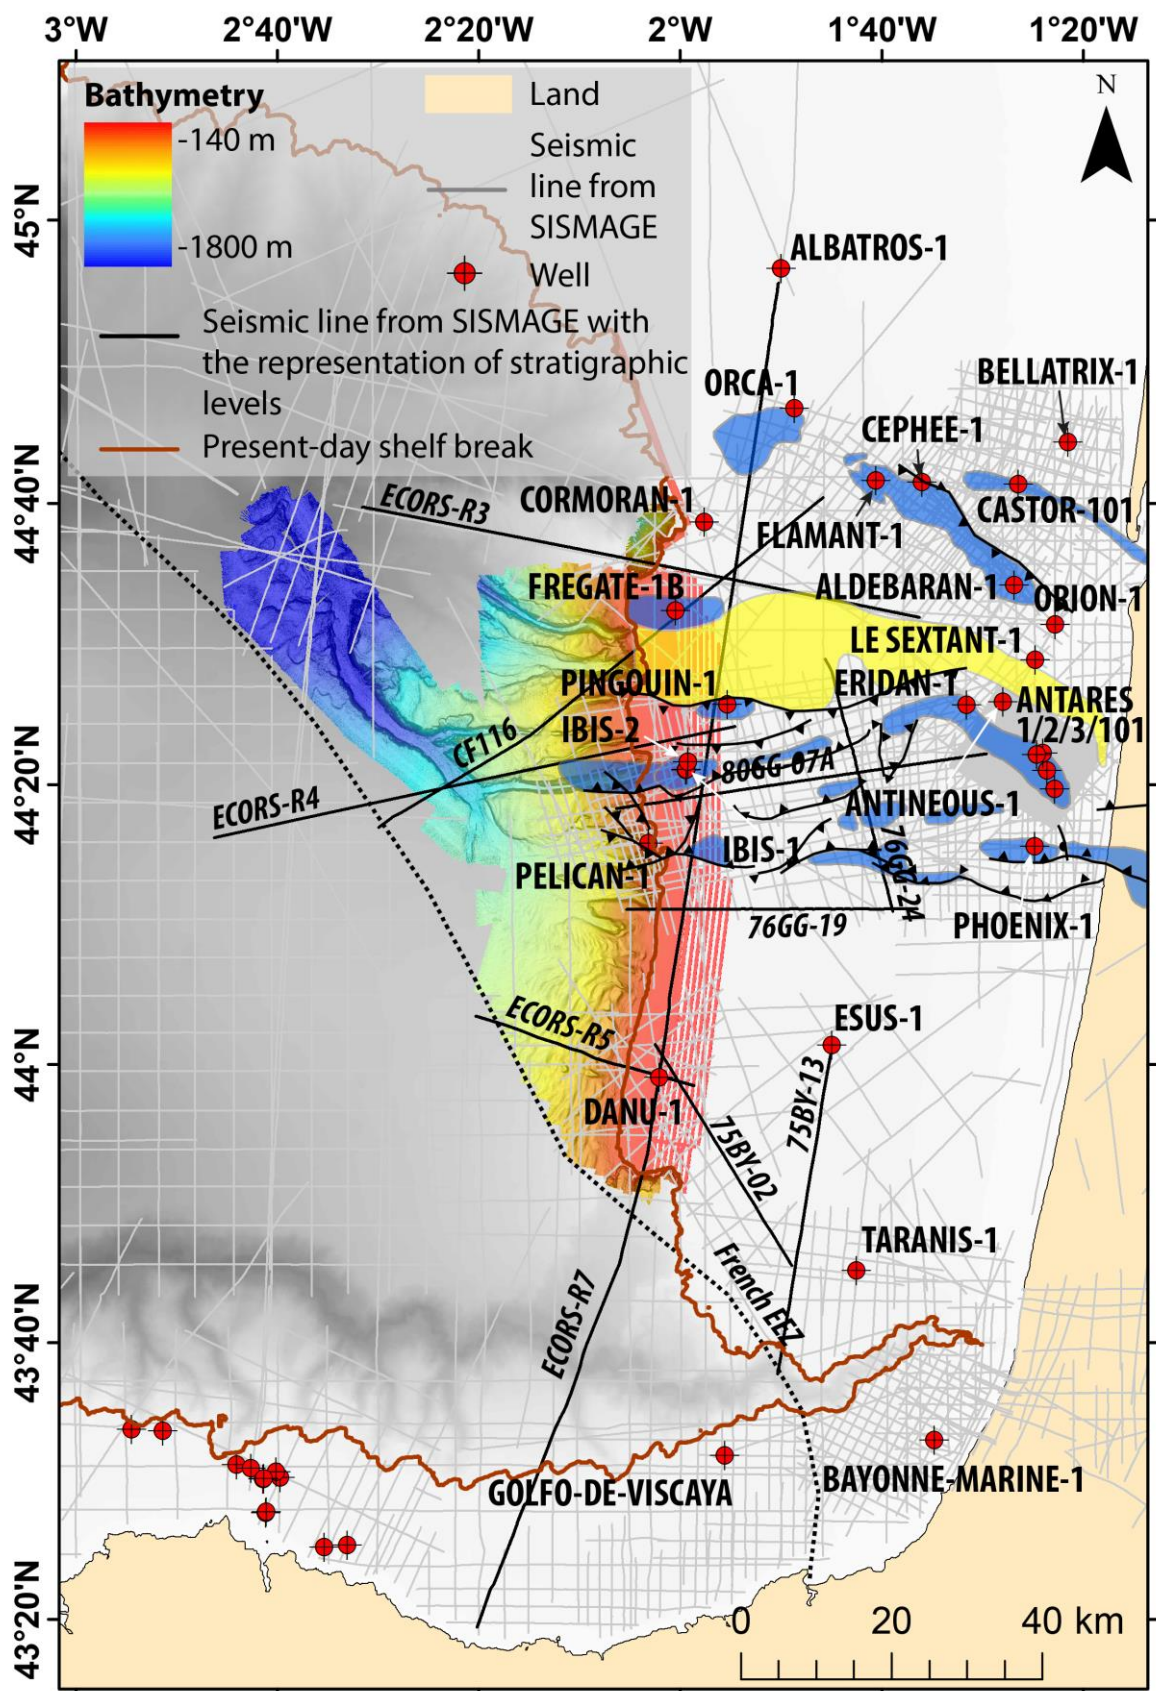 3°W 2°40'W 2°20'W 2°W 1°40'W 1°20'W
Bathymetry
-140 m
-1800 m
Land
Seismic
line from
SISMAGE
Well
Seismic line from SISMAGE with
the representation of stratigraphic
levels
Present-day shelf break
N
45°N
44°40'N
44°20'N
44°N
43°40'N
43°20'N
ALBATROS-1
ORCA-1
BELLATRIX-1
CEPHEE-1
CORMORAN-1
ECORS-R3
CASTOR-101
FLAMANT-1
FREGATE-1B
ALDEBARAN-1
ORION-1
LE SEXTANT-1
PINGOUIN-1
ERIDAN-1
ANTARES
1/2/3/101
IBIS-2
CF116
80GG-07A
ECORS-R4
ANTINEOUS-1
IBIS-1
PELICAN-1
76GG-24
76GG-19
PHOENIX-1
ECORS-R5
ESUS-1
DANU-1
75BY-13
75BY-02
TARANIS-1
French EEZ
ECORS-R7
GOLFO-DE-VISCAYA
BAYONNE-MARINE-1
0 20 40 km